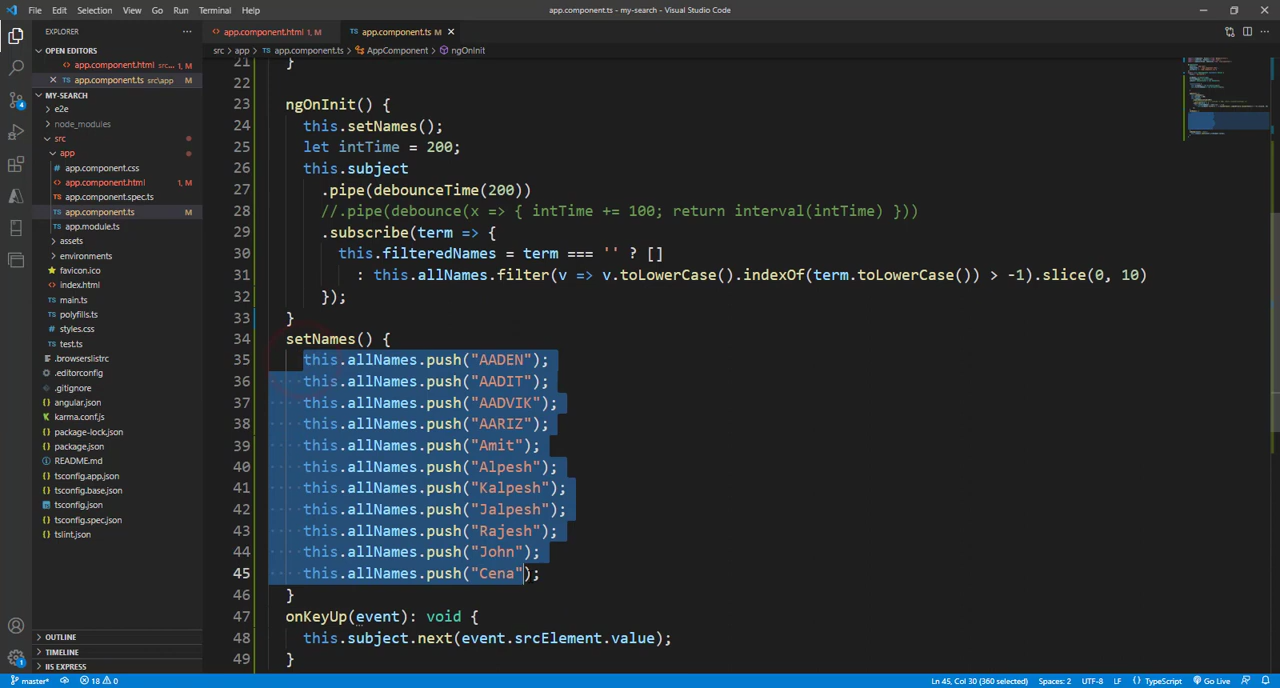 File Edit Selection View Go Run Terminal Help
app.component.ts - my-search - Visual Studio Code
EXPLORER
OPEN EDITORS
app.component.html src... 1, M
app.component.ts src\app M
MY-SEARCH
e2e
node_modules
src
app
app.component.css
app.component.html 1, M
app.component.spec.ts
app.component.ts M
app.module.ts
assets
environments
favicon.ico
index.html
main.ts
polyfills.ts
styles.css
test.ts
.browserslistrc
.editorconfig
.gitignore
angular.json
karma.conf.js
package-lock.json
package.json
README.md
tsconfig.app.json
tsconfig.base.json
tsconfig.json
tsconfig.spec.json
tslint.json
OUTLINE
TIMELINE
IIS EXPRESS
app.component.html 1, M
app.component.ts M
src > app > app.component.ts > AppComponent > ngOnInit
21 }
22
23 ngOnInit() {
24 this.setNames();
25 let intTime = 200;
26 this.subject
27 .pipe(debounceTime(200))
28 //.pipe(debounce(x => { intTime += 100; return interval(intTime) }))
29 .subscribe(term => {
30 this.filteredNames = term === '' ? []
31 : this.allNames.filter(v => v.toLowerCase().indexOf(term.toLowerCase()) > -1).slice(0, 10)
32 });
33 }
34 setNames() {
35 this.allNames.push("AADEN");
36 this.allNames.push("AADIT");
37 this.allNames.push("AADVIK");
38 this.allNames.push("AARIZ");
39 this.allNames.push("Amit");
40 this.allNames.push("Alpesh");
41 this.allNames.push("Kalpesh");
42 this.allNames.push("Jalpesh");
43 this.allNames.push("Rajesh");
44 this.allNames.push("John");
45 this.allNames.push("Cena");
46 }
47 onKeyUp(event): void {
48 this.subject.next(event.srcElement.value);
49 }
master* 18 0
Ln 45, Col 30 (360 selected) Spaces: 2 UTF-8 LF TypeScript Go Live